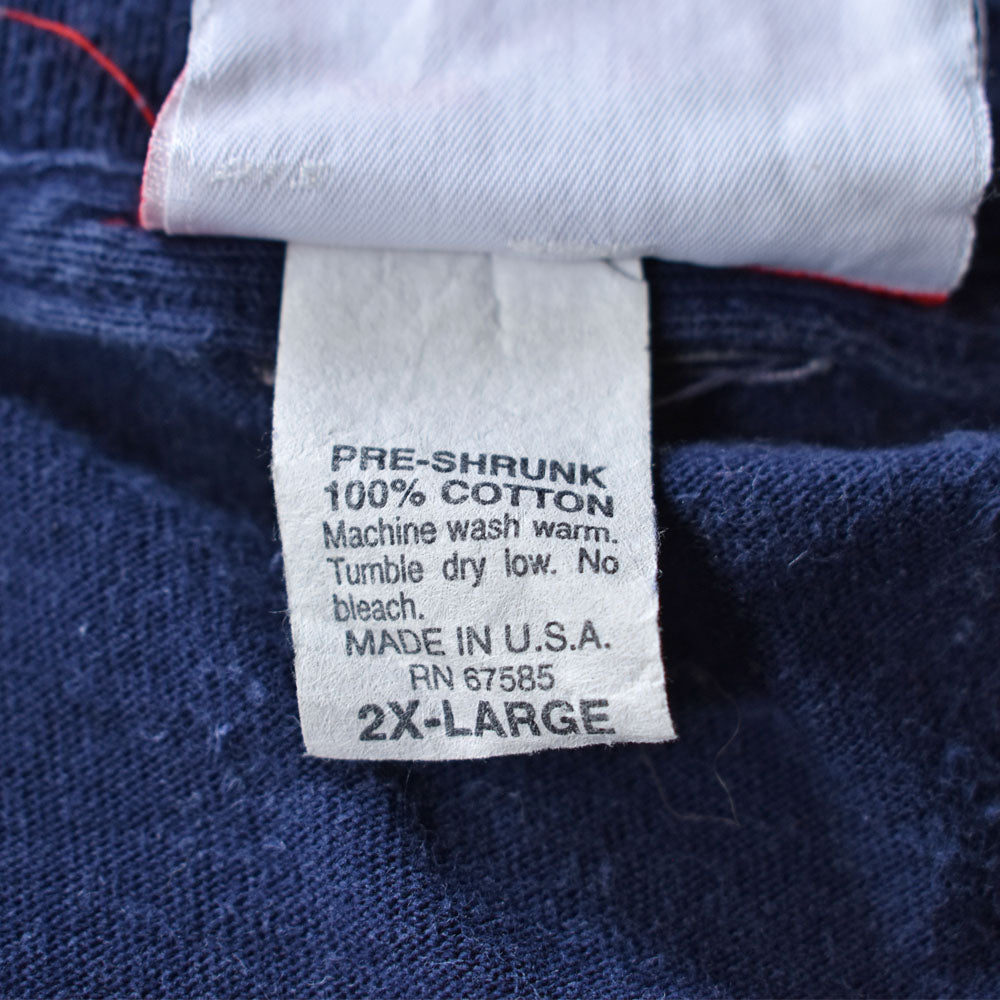 PRE-SHRUNK
100% COTTON
Machine wash warm.
Tumble dry low. No
bleach.
MADE IN U.S.A.
RN 67585
2X-LARGE